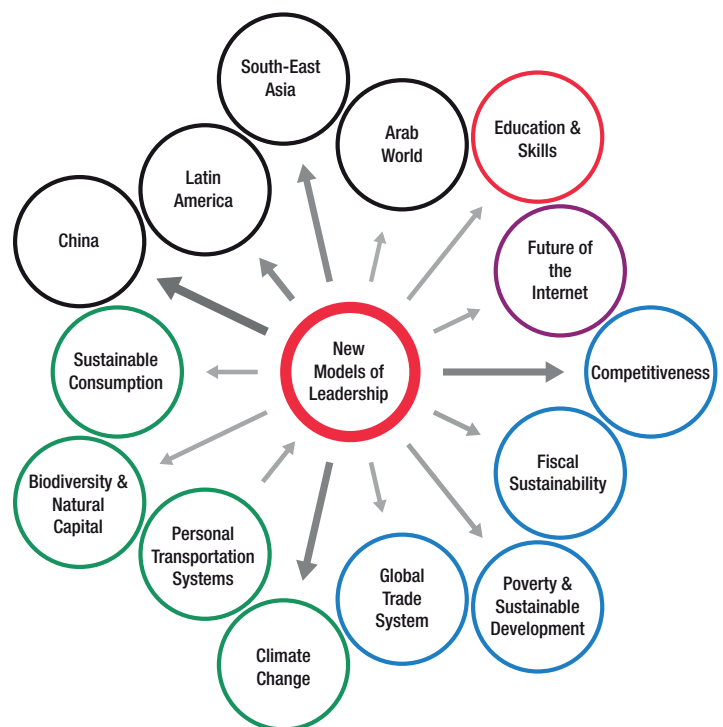 South-East
Asia
Arab
World
Education &
Skills
Latin
America
China
Future of
the
Internet
New
Models of
Leadership
Sustainable
Consumption
Competitiveness
Biodiversity &
Natural
Capital
Fiscal
Sustainability
Personal
Transportation
Systems
Global
Trade
System
Poverty &
Sustainable
Development
Climate
Change